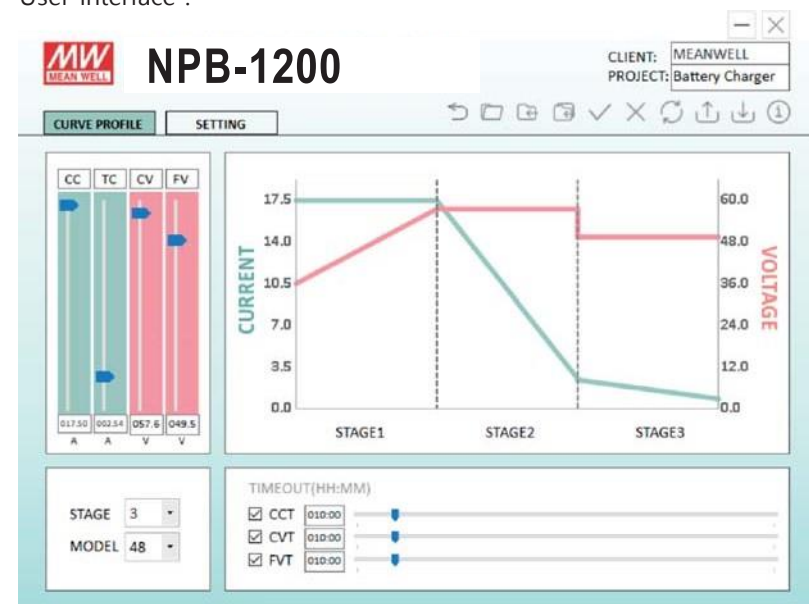 User interface :
MW
MEAN WELL
NPB-1200
CLIENT: MEANWELL
PROJECT: Battery Charger
CURVE PROFILE SETTING
CC TC CV FV
017.50 002.54 057.6 049.5
A A V V
CURRENT
17.5
14.0
10.5
7.0
3.5
0.0
60.0
48.0
36.0
24.0
12.0
0.0
VOLTAGE
STAGE1 STAGE2 STAGE3
STAGE 3
MODEL 48
TIMEOUT(HH:MM)
CCT 010:00
CVT 010:00
FVT 010:00